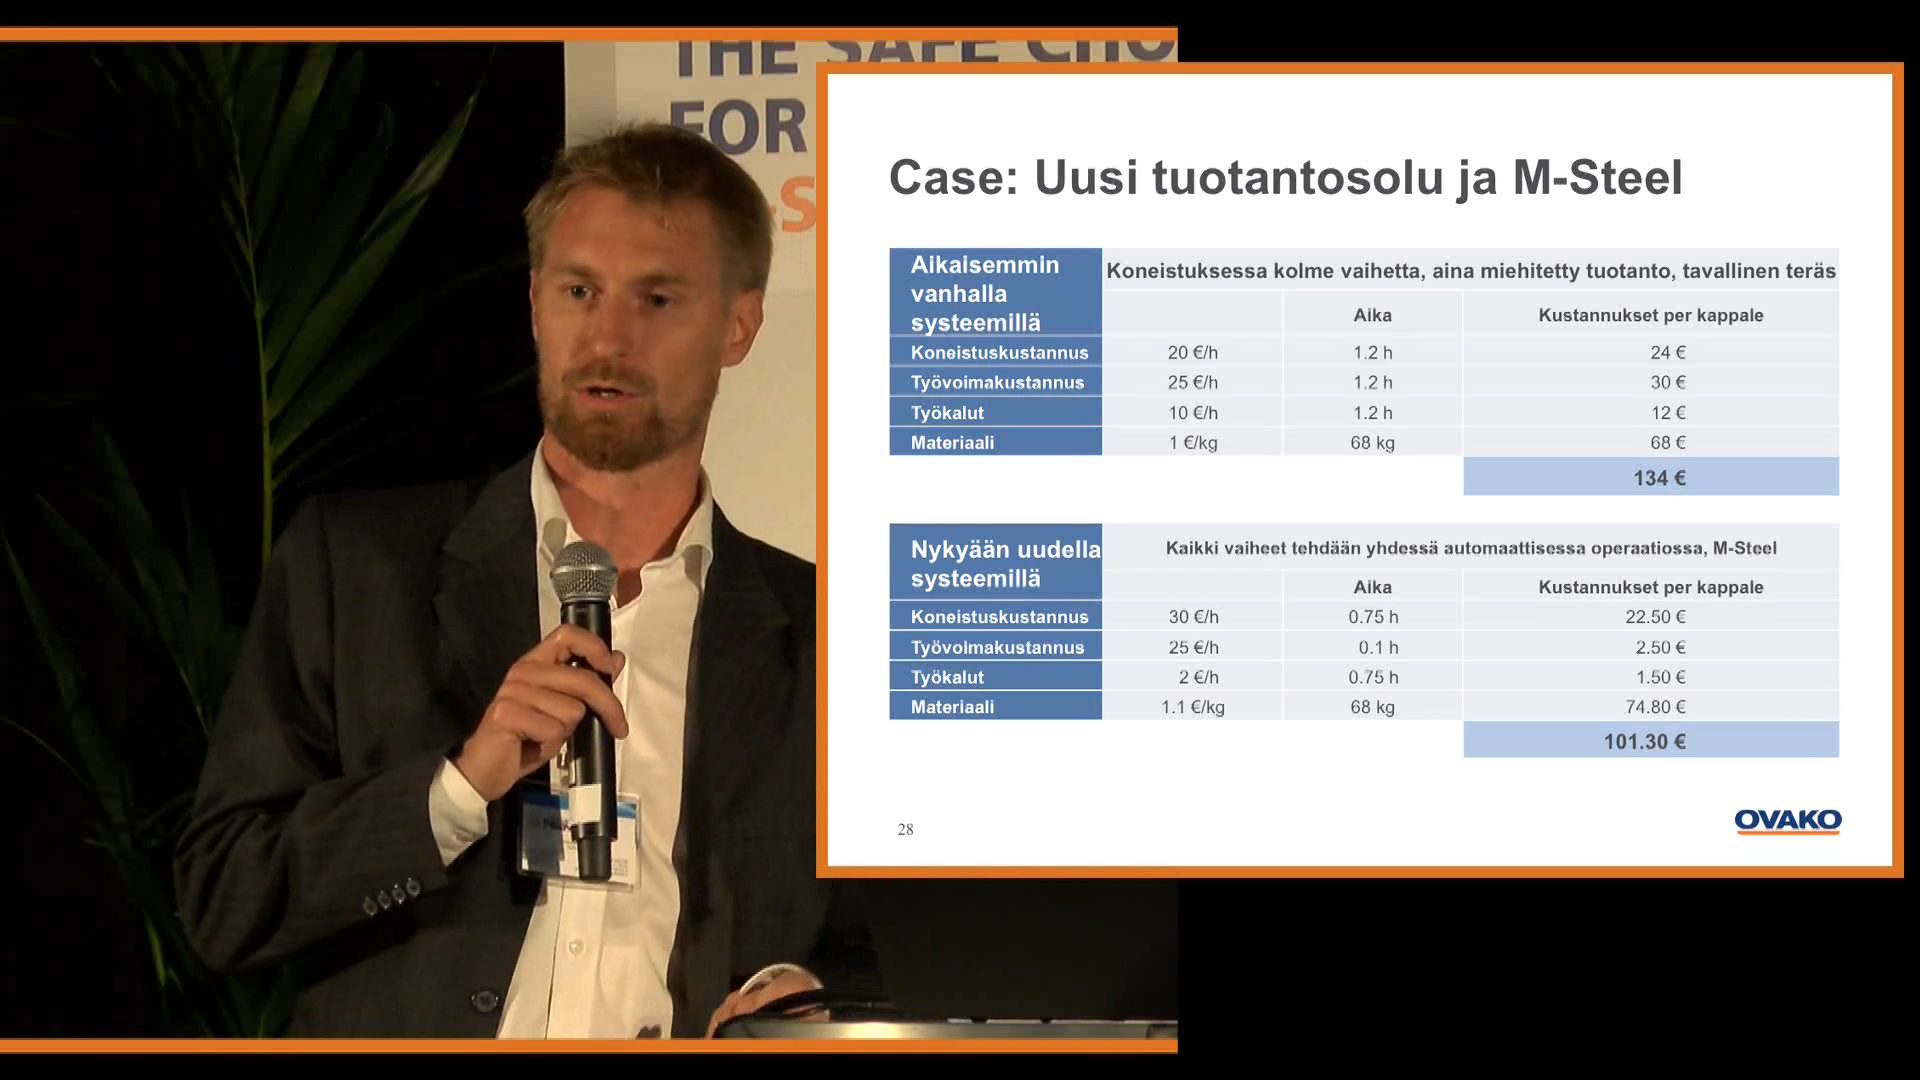 THE SAFE CHO
FOR
-S
Case: Uusi tuotantosolu ja M-Steel
Aikaisemmin
vanhalla
systeemillä
Koneistuksessa kolme vaihetta, aina miehitetty tuotanto, tavallinen teräs
Aika Kustannukset per kappale
Koneistuskustannus 20 €/h 1.2 h 24 €
Työvoimakustannus 25 €/h 1.2 h 30 €
Työkalut 10 €/h 1.2 h 12 €
Materiaali 1 €/kg 68 kg 68 €
134 €
Nykyään uudella
systeemillä
Kaikki vaiheet tehdään yhdessä automaattisessa operaatiossa, M-Steel
Aika Kustannukset per kappale
Koneistuskustannus 30 €/h 0.75 h 22.50 €
Työvoimakustannus 25 €/h 0.1 h 2.50 €
Työkalut 2 €/h 0.75 h 1.50 €
Materiaali 1.1 €/kg 68 kg 74.80 €
101.30 €
28
OVAKO